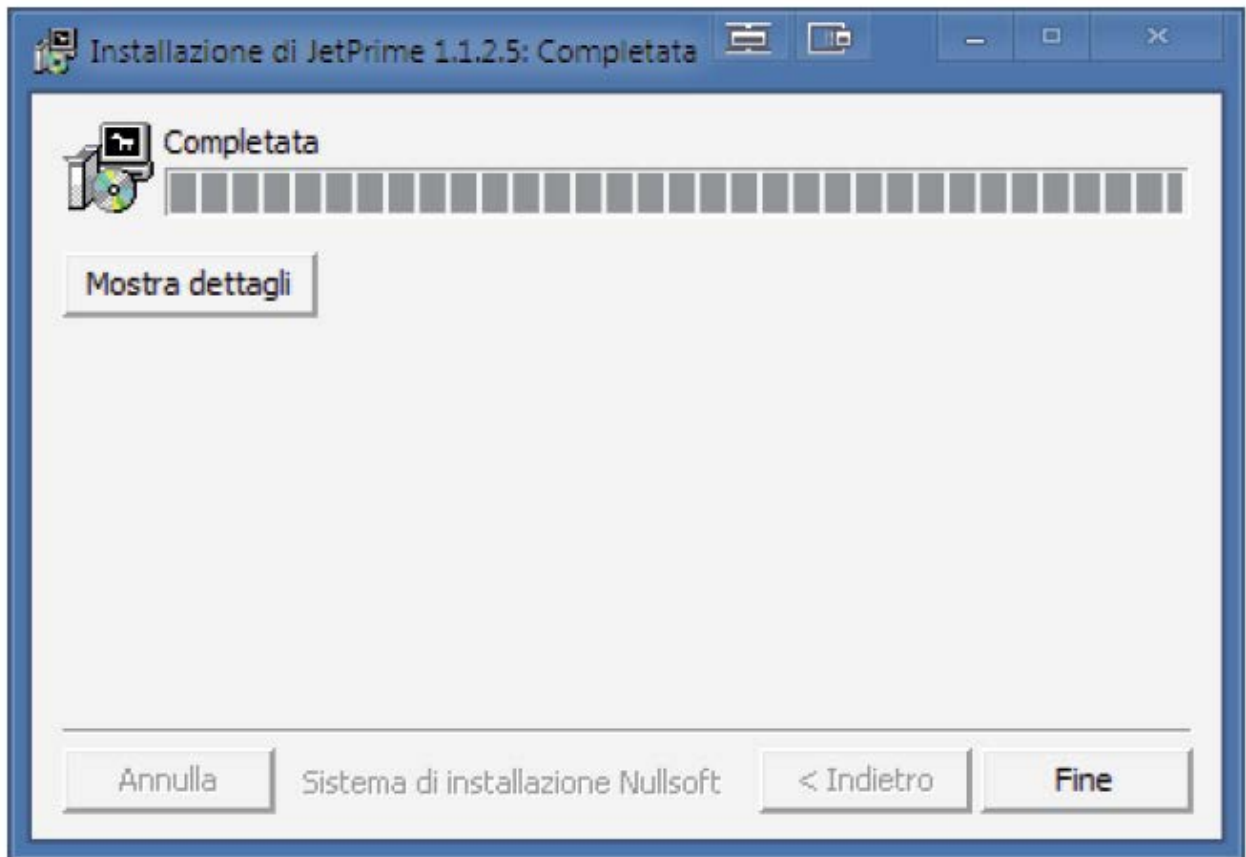 Installazione di JetPrime 1.1.2.5: Completata
Completata
Mostra dettagli
Annulla
Sistema di installazione Nullsoft
< Indietro
Fine